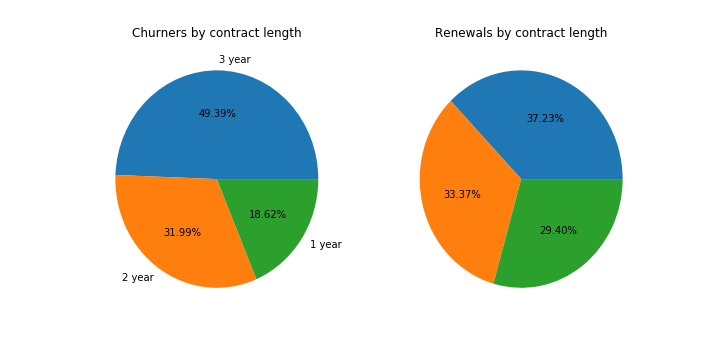 Churners by contract length
3 year
49.39%
31.99%
18.62%
1 year
2 year
Renewals by contract length
37.23%
33.37%
29.40%